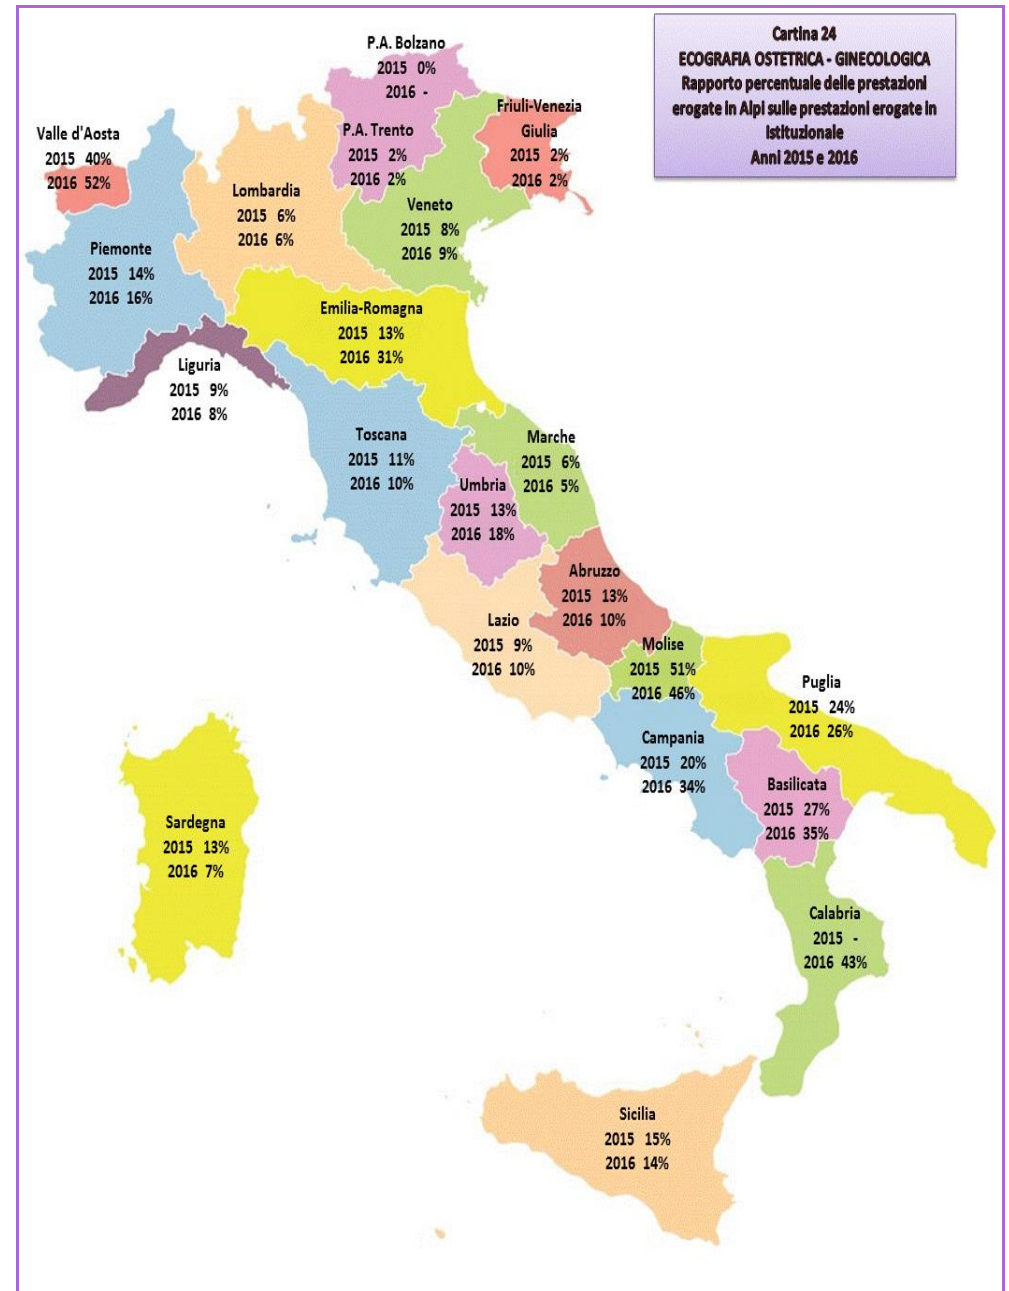 Cartina 24
ECOGRAFIA OSTETRICA - GINECOLOGICA
Rapporto percentuale delle prestazioni
erogate in Alpi sulle prestazioni erogate in
istituzionale
Anni 2015 e 2016
P.A. Bolzano
2015 0%
2016 -
Friuli-Venezia
Giulia
2015 2%
2016 2%
P.A. Trento
2015 2%
2016 2%
Valle d'Aosta
2015 40%
2016 52%
Lombardia
2015 6%
2016 6%
Veneto
2015 8%
2016 9%
Piemonte
2015 14%
2016 16%
Emilia-Romagna
2015 13%
2016 31%
Liguria
2015 9%
2016 8%
Toscana
2015 11%
2016 10%
Marche
2015 6%
2016 5%
Umbria
2015 13%
2016 18%
Abruzzo
2015 13%
2016 10%
Lazio
2015 9%
2016 10%
Molise
2015 51%
2016 46%
Puglia
2015 24%
2016 26%
Campania
2015 20%
2016 34%
Basilicata
2015 27%
2016 35%
Sardegna
2015 13%
2016 7%
Calabria
2015 -
2016 43%
Sicilia
2015 15%
2016 14%